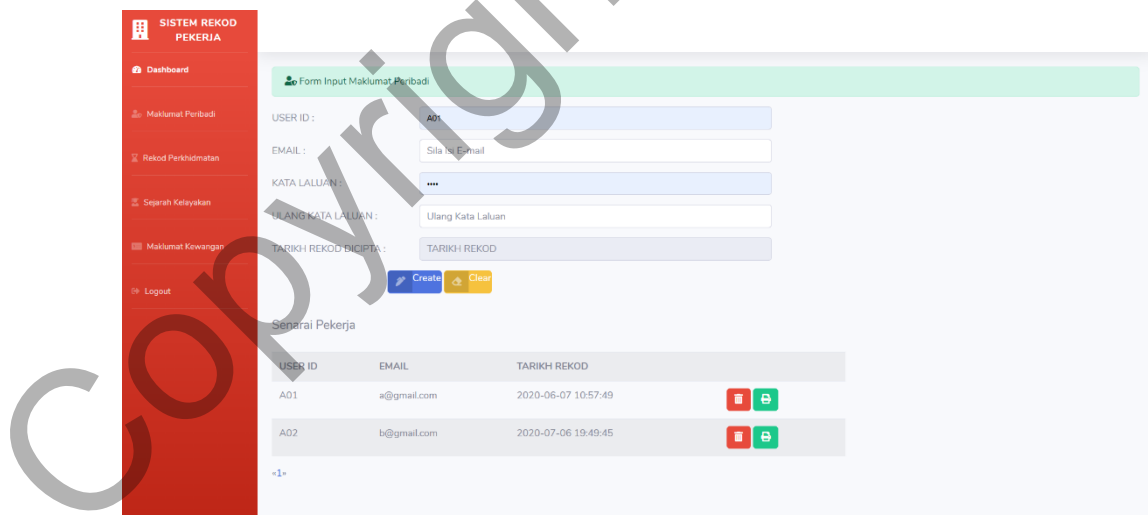 SISTEM REKOD
PEKERJA
Dashboard
Maklumat Peribadi
Rekod Perkhidmatan
Sejarah Kelayakan
Maklumat Kewangan
Logout
Form Input Maklumat Peribadi
USER ID : A01
EMAIL : Sila Isi E-mail
KATA LALUAN : ••••
ULANG KATA LALUAN : Ulang Kata Laluan
TARIKH REKOD DICIPTA : TARIKH REKOD
Create Clear
Senarai Pekerja
USER ID EMAIL TARIKH REKOD
A01 a@gmail.com 2020-06-07 10:57:49
A02 b@gmail.com 2020-07-06 19:49:45
«1»
Copyrigh